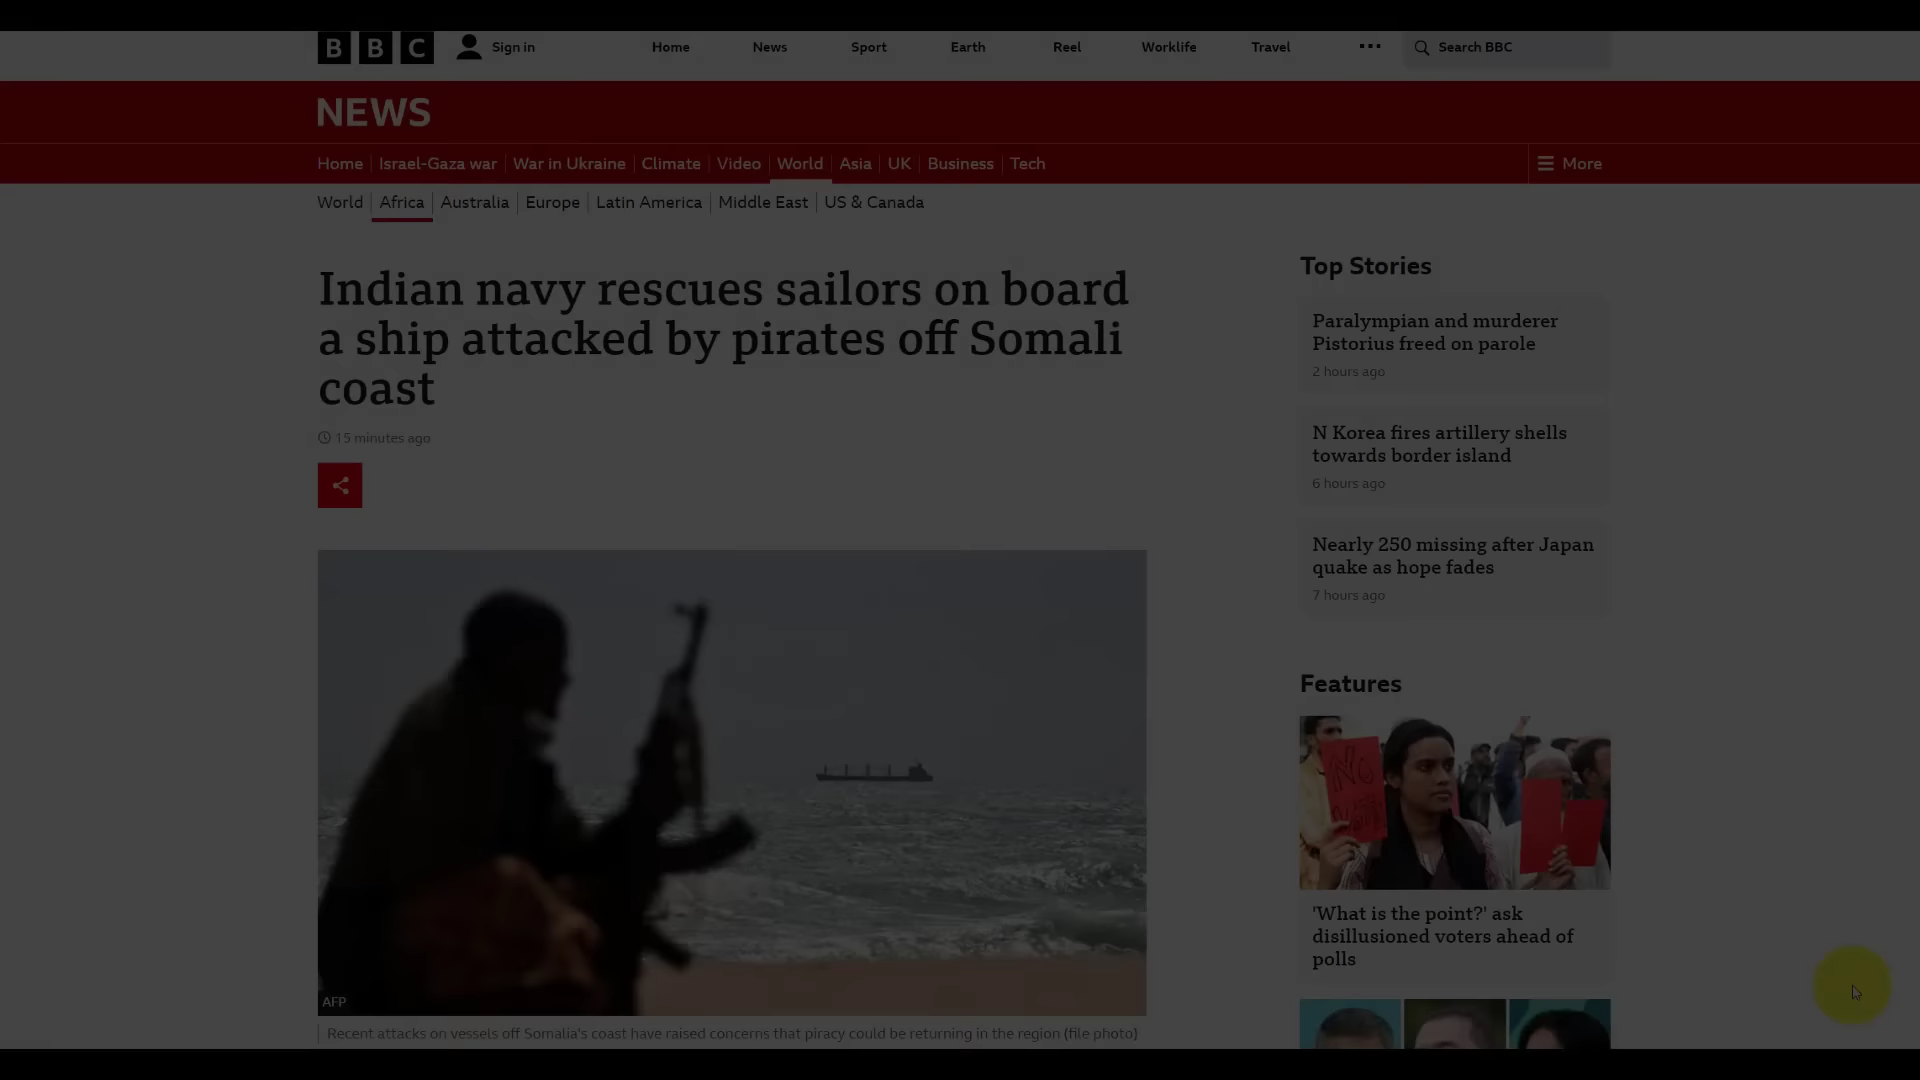 BBC
Sign in
Home
News
Sport
Earth
Reel
Worklife
Travel
Search BBC
NEWS
Home
Israel-Gaza war
War in Ukraine
Climate
Video
World
Asia
UK
Business
Tech
More
World
Africa
Australia
Europe
Latin America
Middle East
US & Canada
Indian navy rescues sailors on board
a ship attacked by pirates off Somali
coast
15 minutes ago
AFP
Recent attacks on vessels off Somalia's coast have raised concerns that piracy could be returning in the region (file photo)
Top Stories
Paralympian and murderer
Pistorius freed on parole
2 hours ago
N Korea fires artillery shells
towards border island
6 hours ago
Nearly 250 missing after Japan
quake as hope fades
7 hours ago
Features
NO
'What is the point?' ask
disillusioned voters ahead of
polls